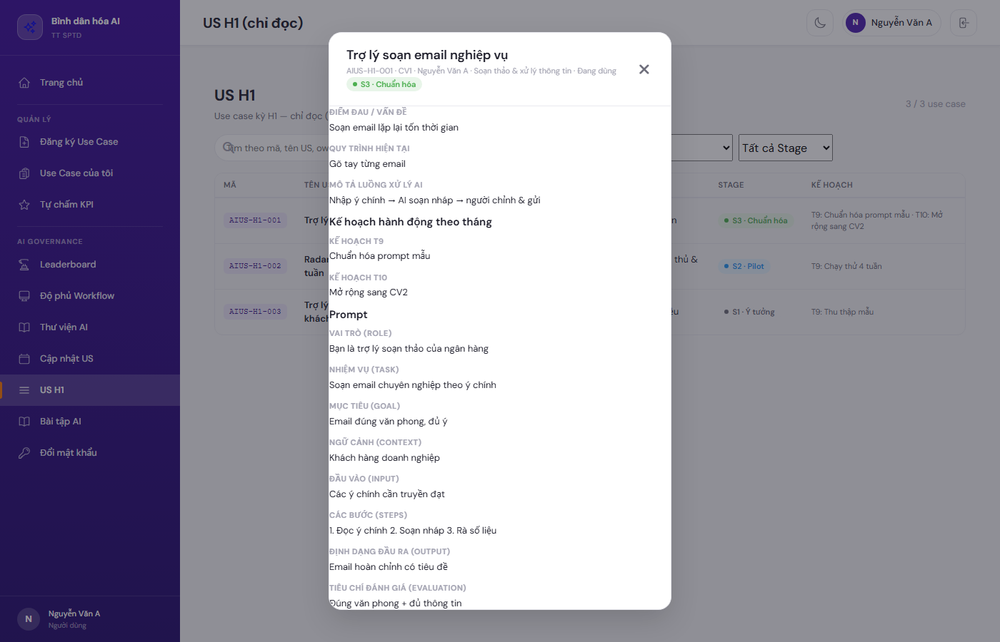 Bình dân hóa AI
TT SPTD
Trang chủ
QUẢN LÝ
Đăng ký Use Case
Use Case của tôi
Tự chấm KPI
AI GOVERNANCE
Leaderboard
Độ phủ Workflow
Thư viện AI
Cập nhật US
US H1
Bài tập AI
Đổi mật khẩu
N
Nguyễn Văn A
Người dùng
US H1 (chỉ đọc)
N
Nguyễn Văn A
US H1
Use case kỳ H1 — chỉ đọc (
3 / 3 use case
Tìm theo mã, tên US, ow
Tất cả Stage
MÃ
TÊN U
STAGE
KẾ HOẠCH
AIUS-H1-001
Trợ lý
n
S3 · Chuẩn hóa
T9: Chuẩn hóa prompt mẫu · T10: Mở
rộng sang CV2
AIUS-H1-002
Radar
tuần
thủ &
S2 · Pilot
T9: Chạy thử 4 tuần
AIUS-H1-003
Trợ lý
khách
ệu
S1 · Ý tưởng
T9: Thu thập mẫu
Trợ lý soạn email nghiệp vụ
AIUS-H1-001 · CV1 · Nguyễn Văn A · Soạn thảo & xử lý thông tin · Đang dùng
S3 · Chuẩn hóa
ĐIỂM ĐAU / VẤN ĐỀ
Soạn email lặp lại tốn thời gian
QUY TRÌNH HIỆN TẠI
Gõ tay từng email
MÔ TẢ LUỒNG XỬ LÝ AI
Nhập ý chính → AI soạn nháp → người chỉnh & gửi
Kế hoạch hành động theo tháng
KẾ HOẠCH T9
Chuẩn hóa prompt mẫu
KẾ HOẠCH T10
Mở rộng sang CV2
Prompt
VAI TRÒ (ROLE)
Bạn là trợ lý soạn thảo của ngân hàng
NHIỆM VỤ (TASK)
Soạn email chuyên nghiệp theo ý chính
MỤC TIÊU (GOAL)
Email đúng văn phong, đủ ý
NGỮ CẢNH (CONTEXT)
Khách hàng doanh nghiệp
ĐẦU VÀO (INPUT)
Các ý chính cần truyền đạt
CÁC BƯỚC (STEPS)
1. Đọc ý chính 2. Soạn nháp 3. Rà số liệu
ĐỊNH DẠNG ĐẦU RA (OUTPUT)
Email hoàn chỉnh có tiêu đề
TIÊU CHÍ ĐÁNH GIÁ (EVALUATION)
Đúng văn phong + đủ thông tin